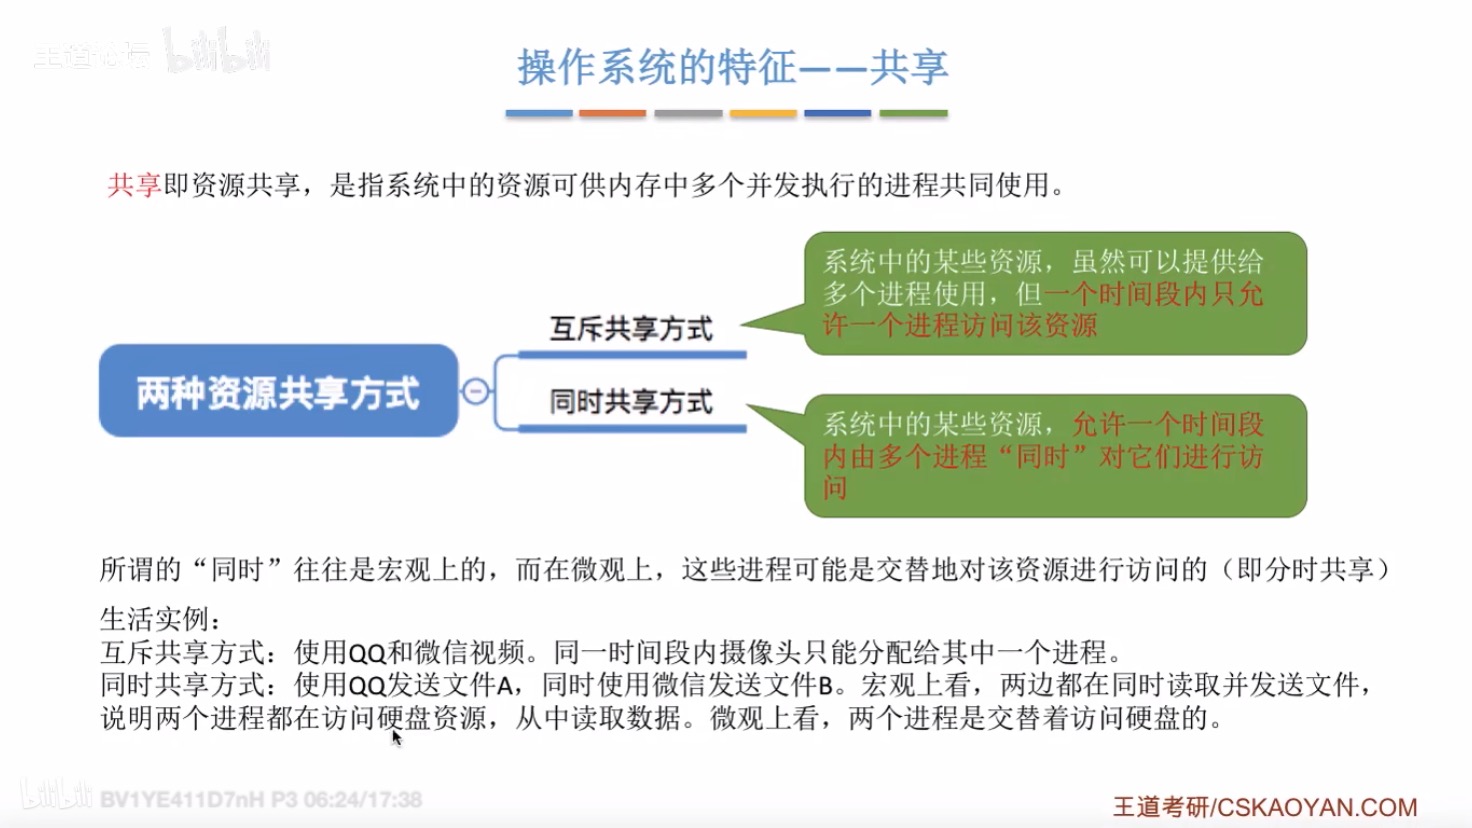 王道论坛 bilibili
操作系统的特征——共享
共享即资源共享，是指系统中的资源可供内存中多个并发执行的进程共同使用。
系统中的某些资源，虽然可以提供给
多个进程使用，但一个时间段内只允
许一个进程访问该资源
互斥共享方式
两种资源共享方式
同时共享方式
系统中的某些资源，允许一个时间段
内由多个进程“同时”对它们进行访
问
所谓的“同时”往往是宏观上的，而在微观上，这些进程可能是交替地对该资源进行访问的（即分时共享）
生活实例：
互斥共享方式：使用QQ和微信视频。同一时间段内摄像头只能分配给其中一个进程。
同时共享方式：使用QQ发送文件A，同时使用微信发送文件B。宏观上看，两边都在同时读取并发送文件，
说明两个进程都在访问硬盘资源，从中读取数据。微观上看，两个进程是交替着访问硬盘的。
bilibili BV1YE411D7nH P3 06:24/17:38
王道考研/CSKAOYAN.COM